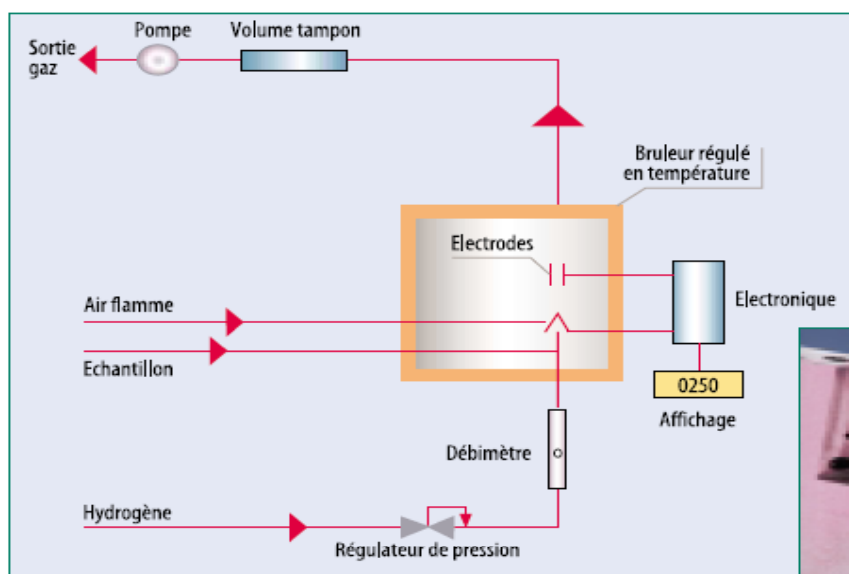 Pompe
Volume tampon
Sortie
gaz
Bruleur régulé
en température
Electrodes
Air flamme
Electronique
Echantillon
0250
Affichage
Débimètre
Hydrogène
Régulateur de pression